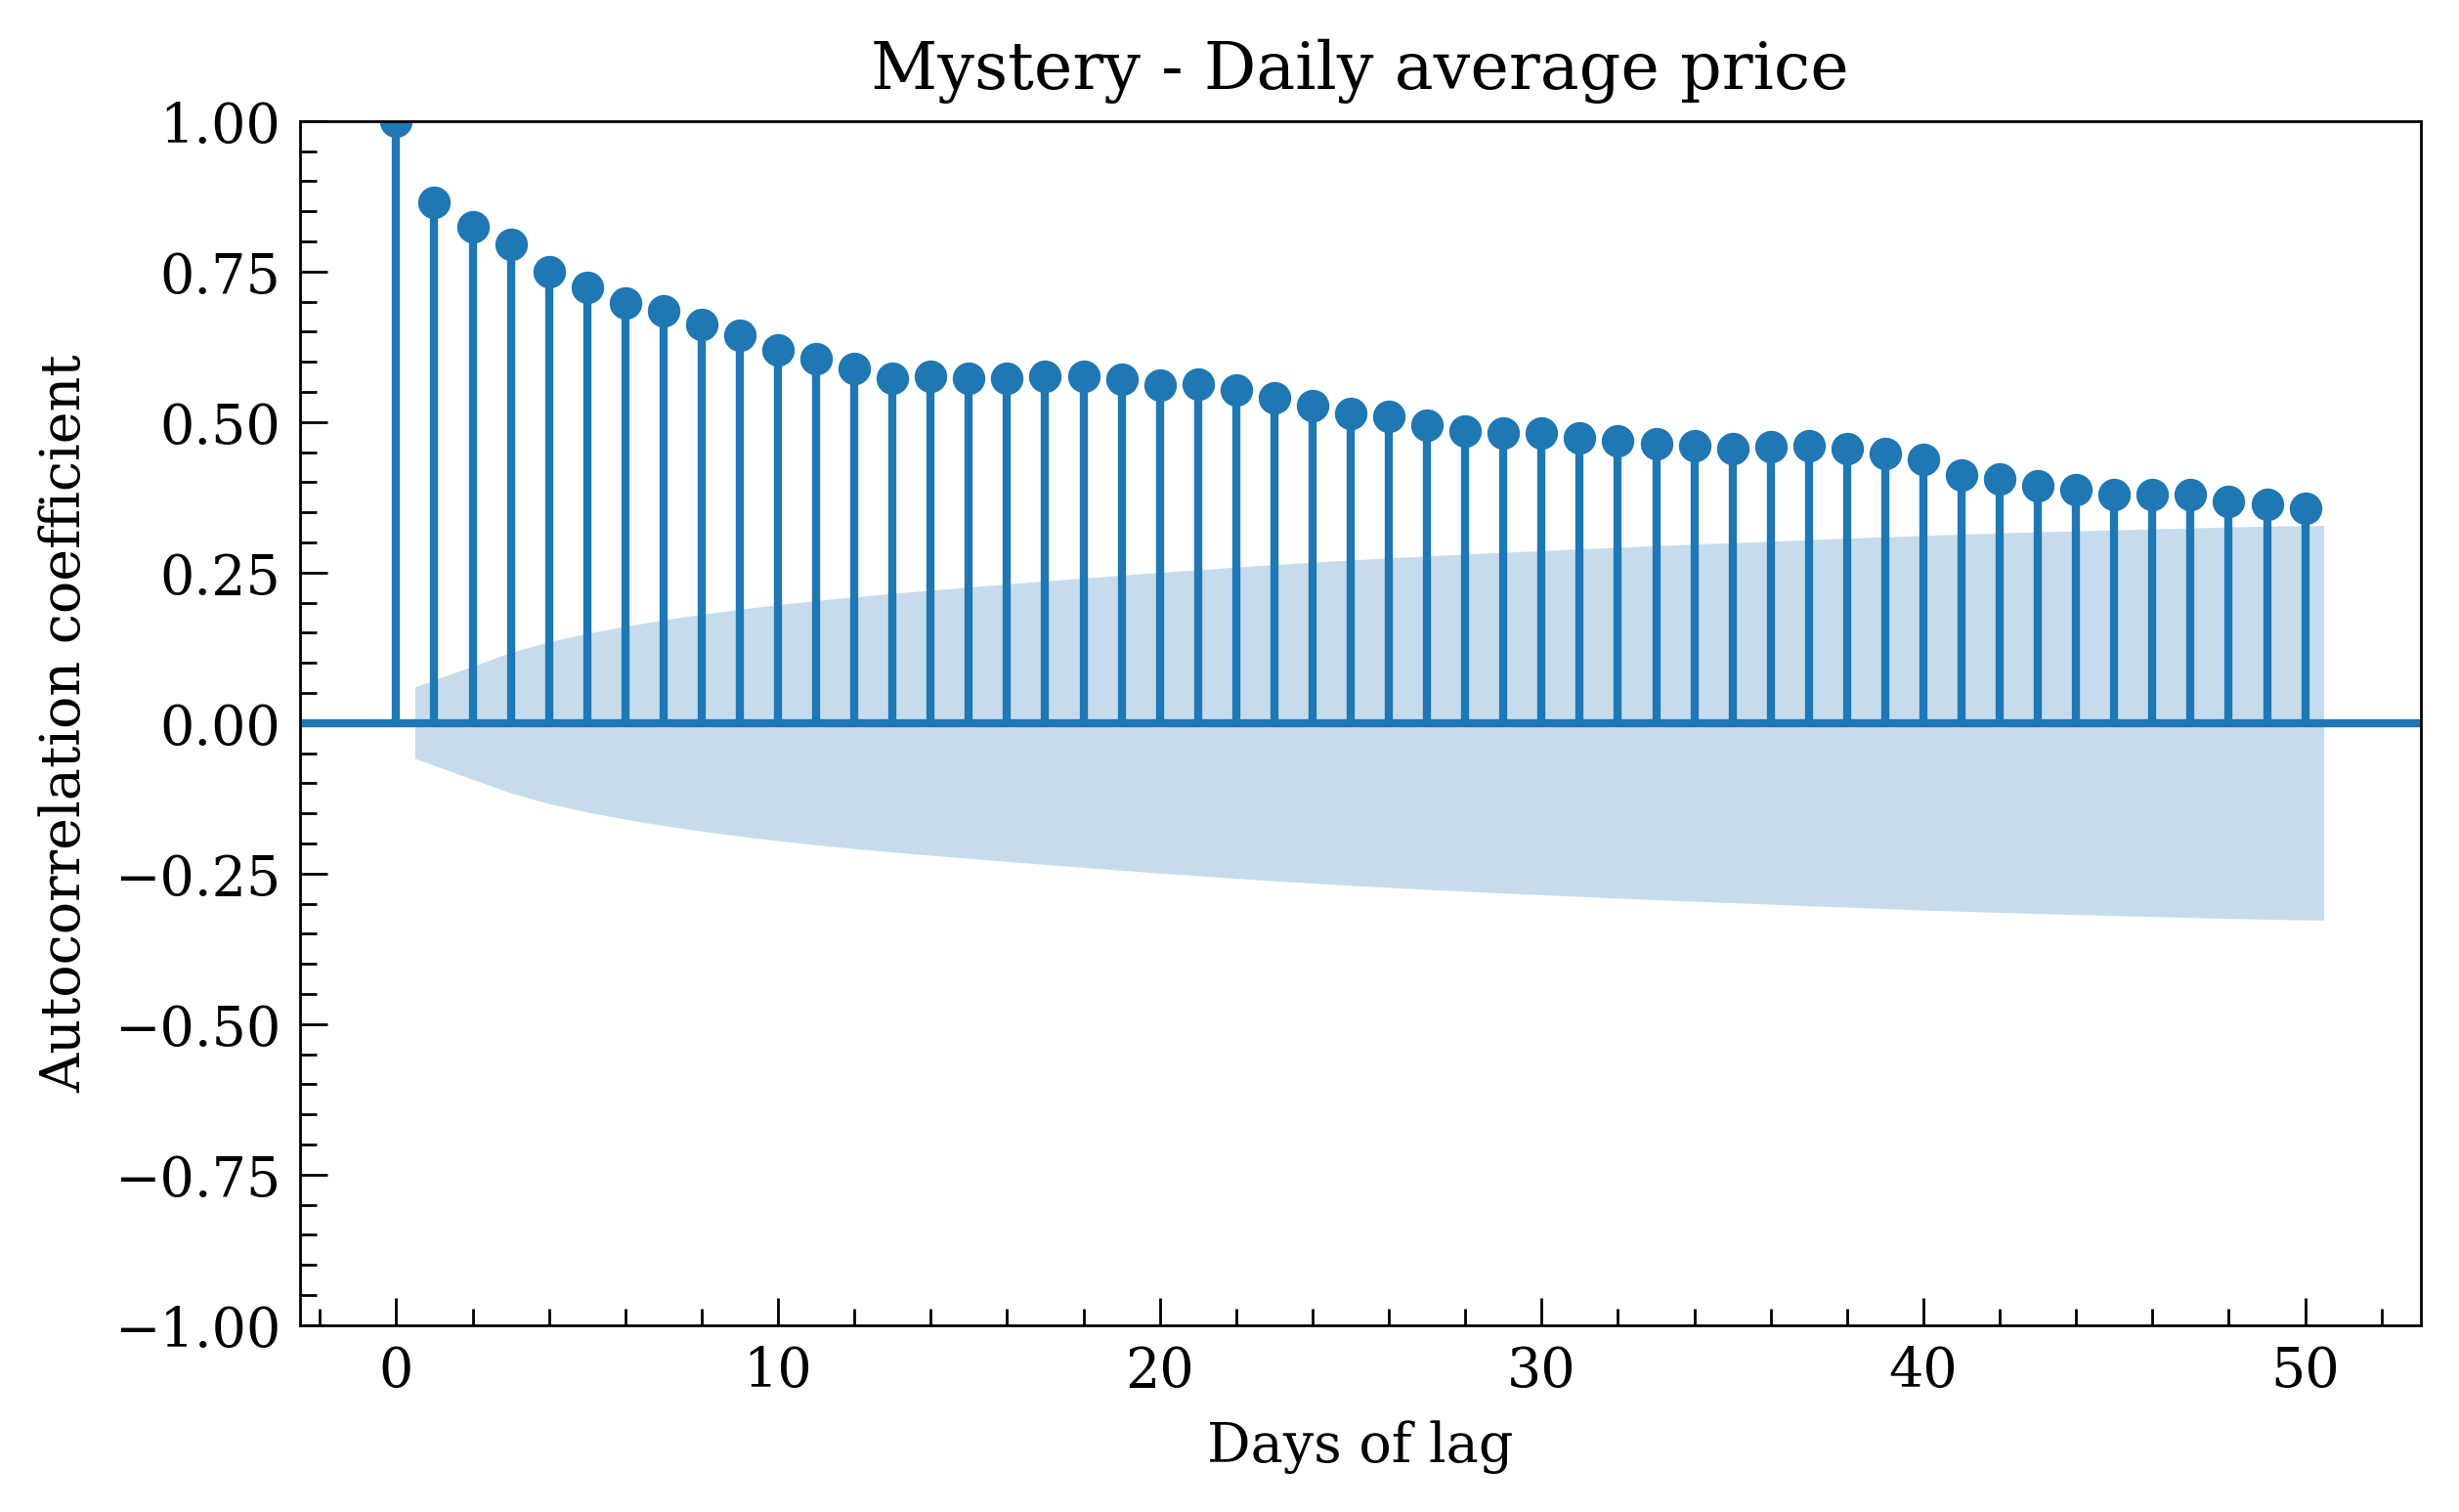 Mystery - Daily average price
Autocorrelation coefficient
1.00
0.75
0.50
0.25
0.00
−0.25
−0.50
−0.75
−1.00
0 10 20 30 40 50
Days of lag